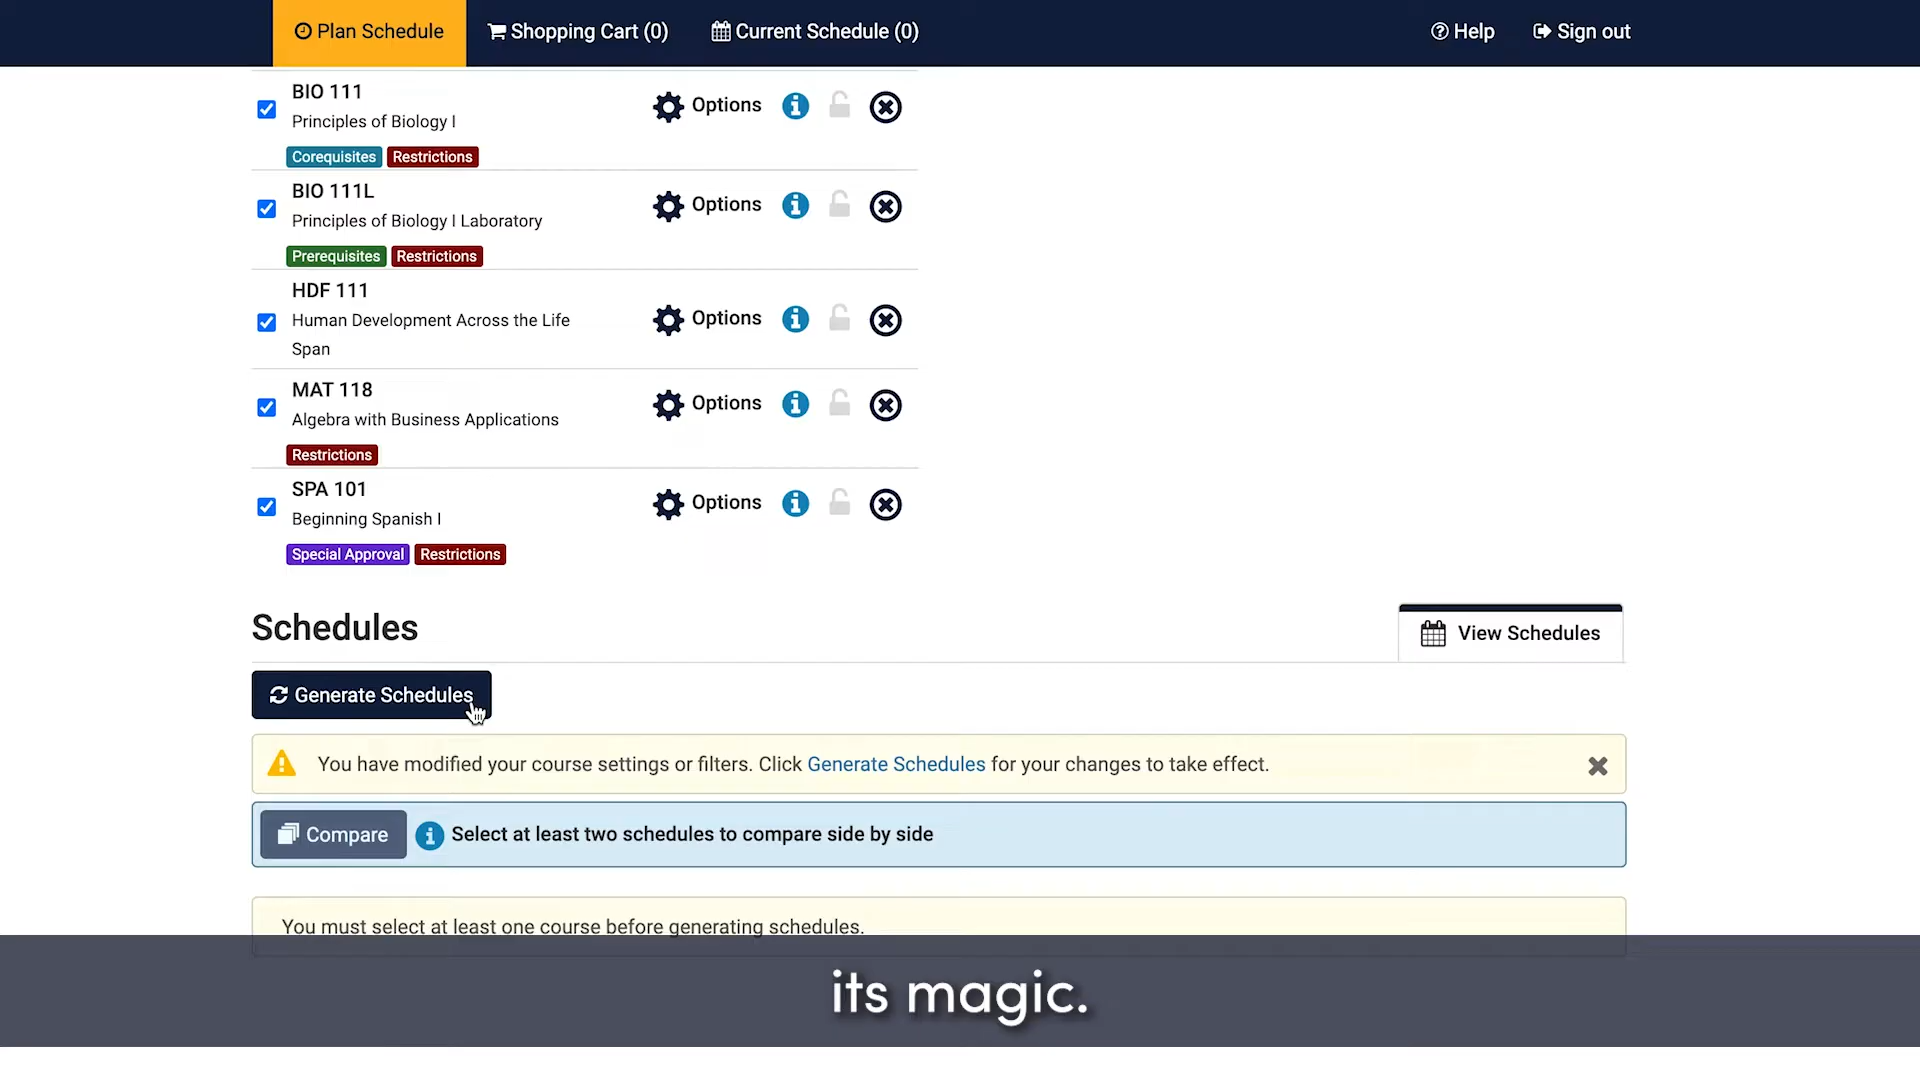 Plan Schedule
Shopping Cart (0)
Current Schedule (0)
Help
Sign out
BIO 111
Options
Principles of Biology I
Corequisites
Restrictions
BIO 111L
Options
Principles of Biology I Laboratory
Prerequisites
Restrictions
HDF 111
Options
Human Development Across the Life
Span
MAT 118
Options
Algebra with Business Applications
Restrictions
SPA 101
Options
Beginning Spanish I
Special Approval
Restrictions
Schedules
View Schedules
Generate Schedules
You have modified your course settings or filters. Click Generate Schedules for your changes to take effect.
Compare
Select at least two schedules to compare side by side
You must select at least one course before generating schedules.
its magic.